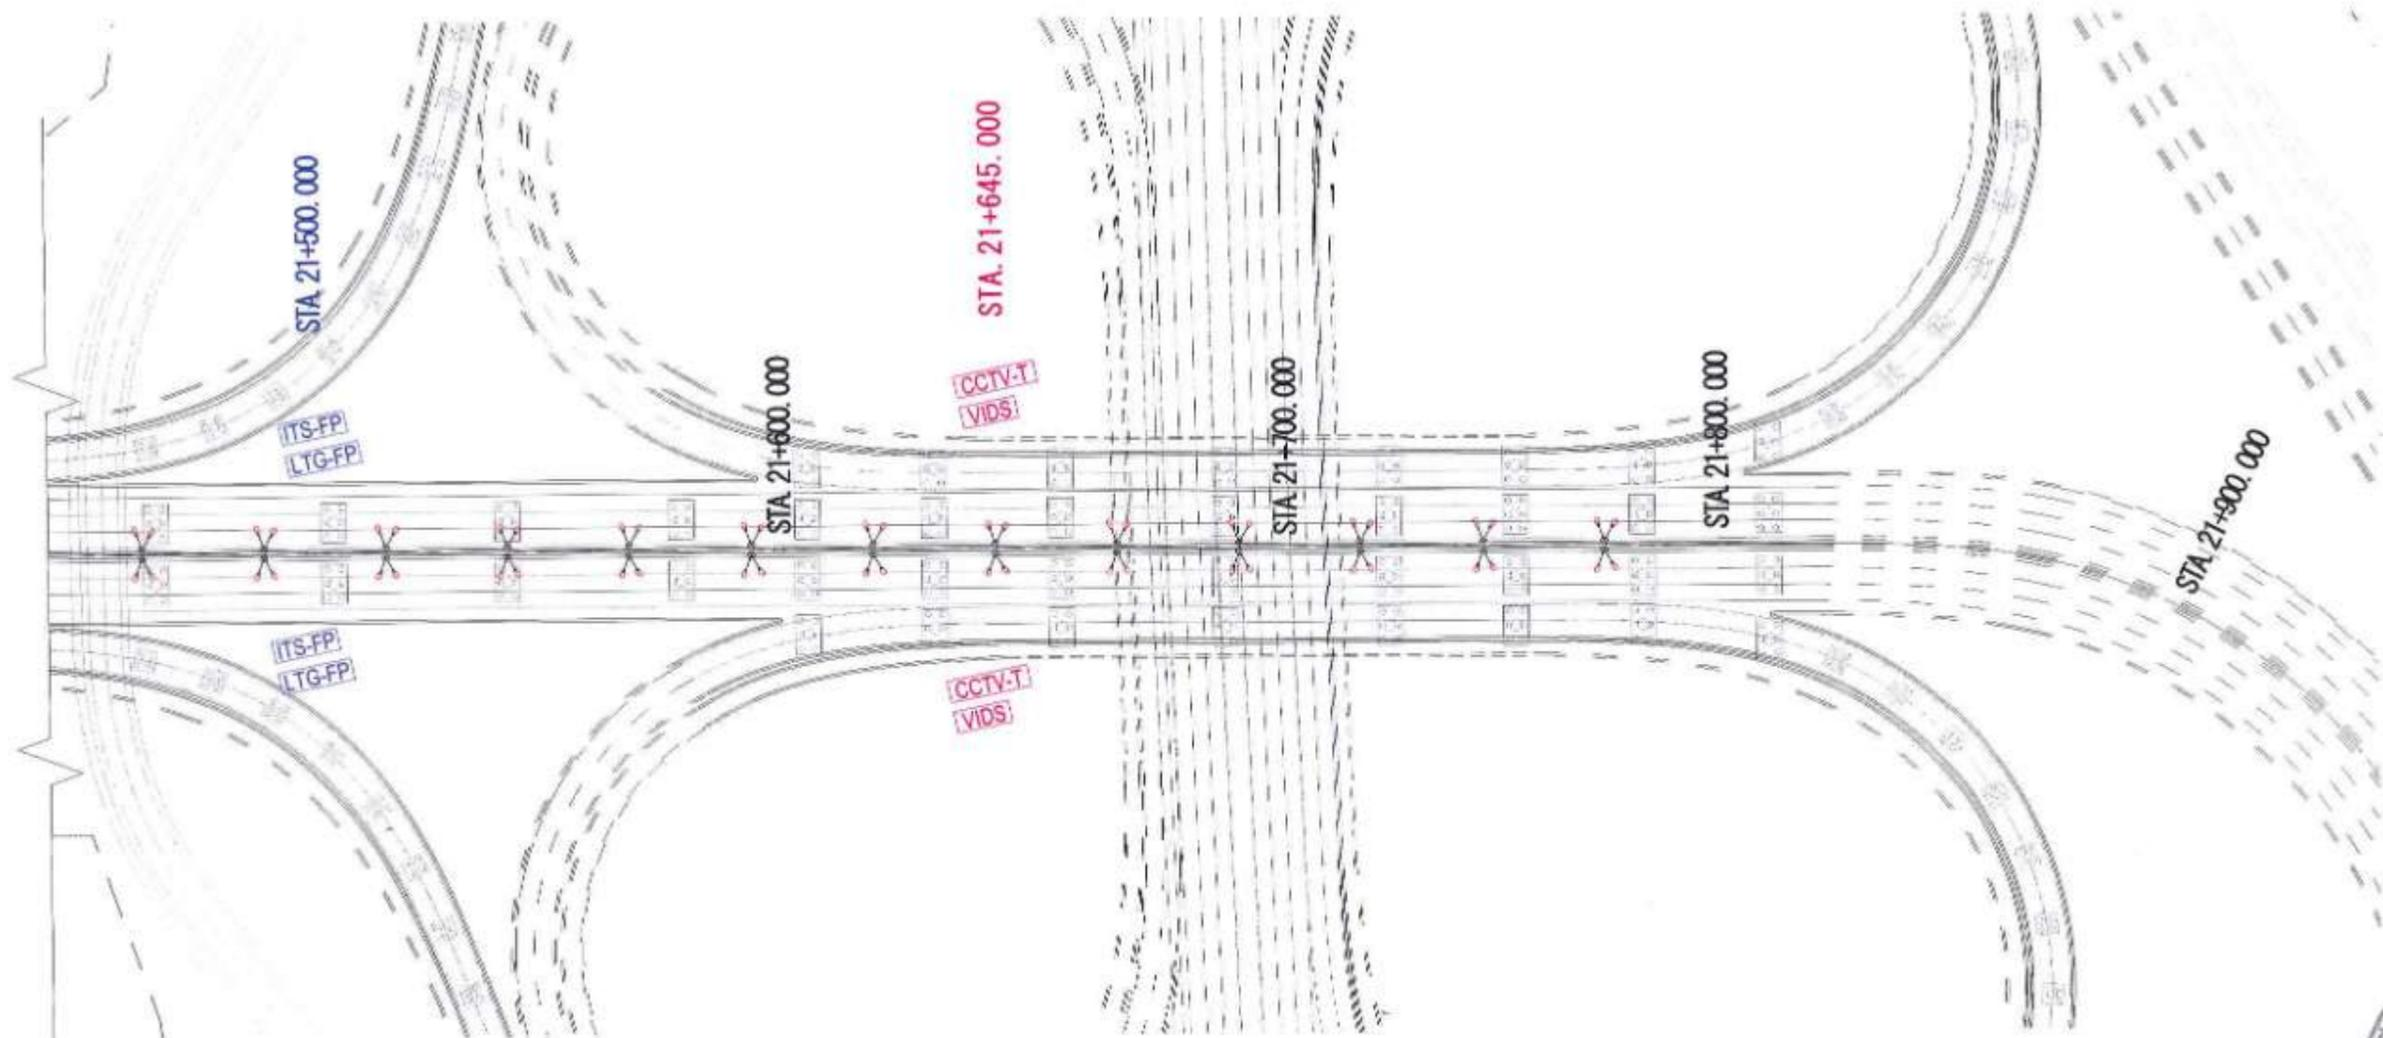 STA. 21+500.000
STA. 21+645.000
STA. 21+600.000
STA. 21+700.000
STA. 21+800.000
STA. 21+900.000
CCTV-T
VIDS
ITS-FP
LTG-FP
ITS-FP
LTG-FP
CCTV-T
VIDS